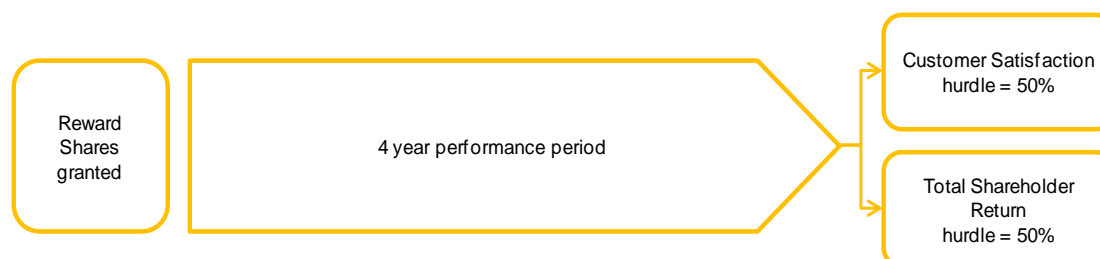 Reward
Shares
granted
4 year performance period
Customer Satisfaction
hurdle = 50%
Total Shareholder
Return
hurdle = 50%